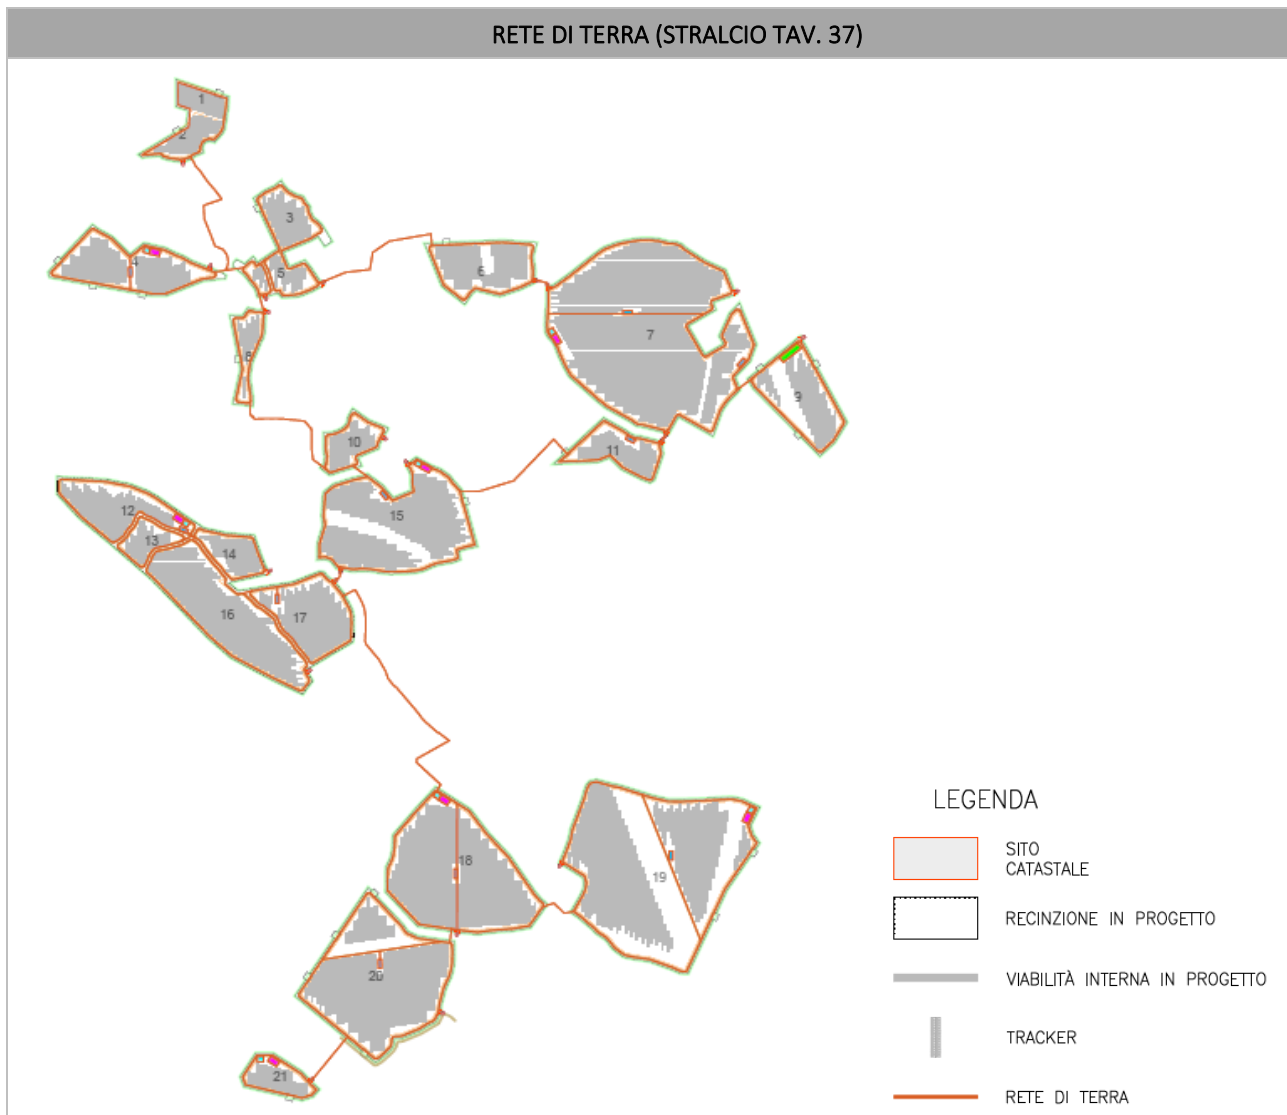 RETE DI TERRA (STRALCIO TAV. 37)
1
2
3
4
5
6
7
8
9
10
11
12
13
14
15
16
17
18
19
20
21
LEGENDA
SITO
CATASTALE
RECINZIONE IN PROGETTO
VIABILITÀ INTERNA IN PROGETTO
TRACKER
RETE DI TERRA